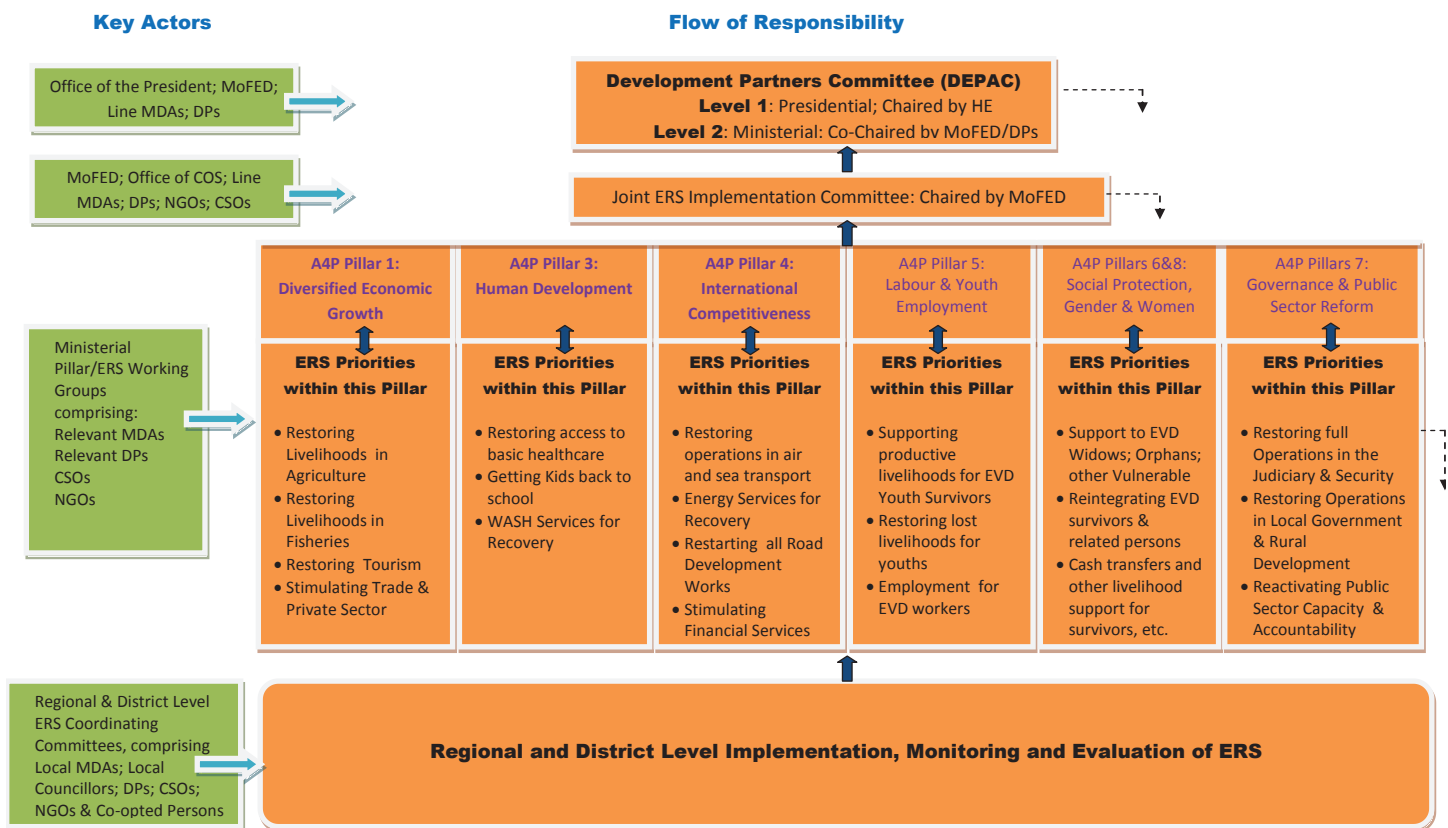 Key Actors
Flow of Responsibility
Office of the President; MoFED;
Line MDAs; DPs
Development Partners Committee (DEPAC)
Level 1: Presidential; Chaired by HE
Level 2: Ministerial: Co-Chaired by MoFED/DPs
MoFED; Office of COS; Line
MDAs; DPs; NGOs; CSOs
Joint ERS Implementation Committee: Chaired by MoFED
Ministerial
Pillar/ERS Working
Groups
comprising:
Relevant MDAs
Relevant DPs
CSOs
NGOs
A4P Pillar 1:
Diversified Economic
Growth
ERS Priorities
within this Pillar
• Restoring
Livelihoods in
Agriculture
• Restoring
Livelihoods in
Fisheries
• Restoring Tourism
• Stimulating Trade &
Private Sector
A4P Pillar 3:
Human Development
ERS Priorities
within this Pillar
• Restoring access to
basic healthcare
• Getting Kids back to
school
• WASH Services for
Recovery
A4P Pillar 4:
International
Competitiveness
ERS Priorities
within this Pillar
• Restoring
operations in air
and sea transport
• Energy Services for
Recovery
• Restarting all Road
Development
Works
• Stimulating
Financial Services
A4P Pillar 5:
Labour & Youth
Employment
ERS Priorities
within this Pillar
• Supporting
productive
livelihoods for EVD
Youth Survivors
• Restoring lost
livelihoods for
youths
• Employment for
EVD workers
A4P Pillars 6&8:
Social Protection,
Gender & Women
ERS Priorities
within this Pillar
• Support to EVD
Widows; Orphans;
other Vulnerable
• Reintegrating EVD
survivors &
related persons
• Cash transfers and
other livelihood
support for
survivors, etc.
A4P Pillars 7:
Governance & Public
Sector Reform
ERS Priorities
within this Pillar
• Restoring full
Operations in the
Judiciary & Security
• Restoring Operations
in Local Government
& Rural
Development
• Reactivating Public
Sector Capacity &
Accountability
Regional & District Level
ERS Coordinating
Committees, comprising
Local MDAs; Local
Councillors; DPs; CSOs;
NGOs & Co-opted Persons
Regional and District Level Implementation, Monitoring and Evaluation of ERS